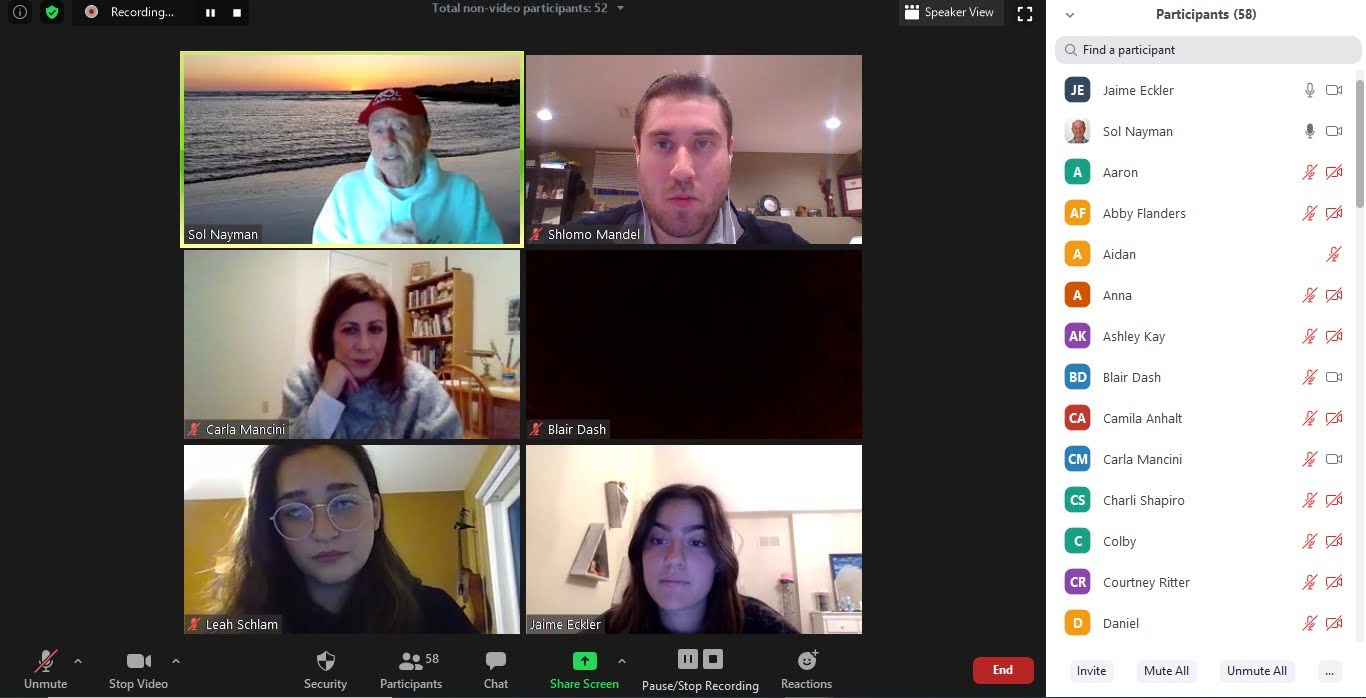 Recording...
Total non-video participants: 52
Speaker View
Sol Nayman
Shlomo Mandel
Carla Mancini
Blair Dash
Leah Schlam
Jaime Eckler
Unmute
Stop Video
Security
58
Participants
Chat
Share Screen
Pause/Stop Recording
Reactions
End
Participants (58)
Find a participant
JE Jaime Eckler
Sol Nayman
A Aaron
AF Abby Flanders
A Aidan
A Anna
AK Ashley Kay
BD Blair Dash
CA Camila Anhalt
CM Carla Mancini
CS Charli Shapiro
C Colby
CR Courtney Ritter
D Daniel
Invite Mute All Unmute All ...